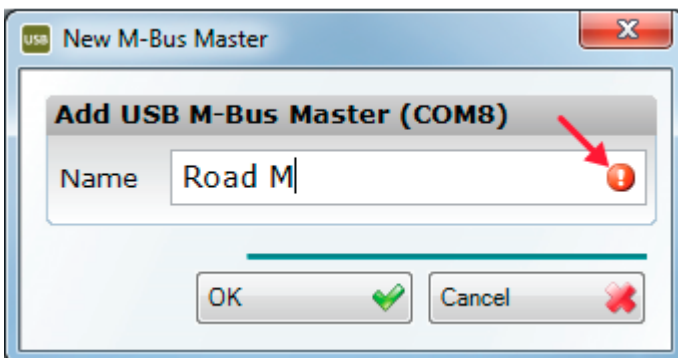 USB New M-Bus Master
Add USB M-Bus Master (COM8)
Name Road M
OK Cancel